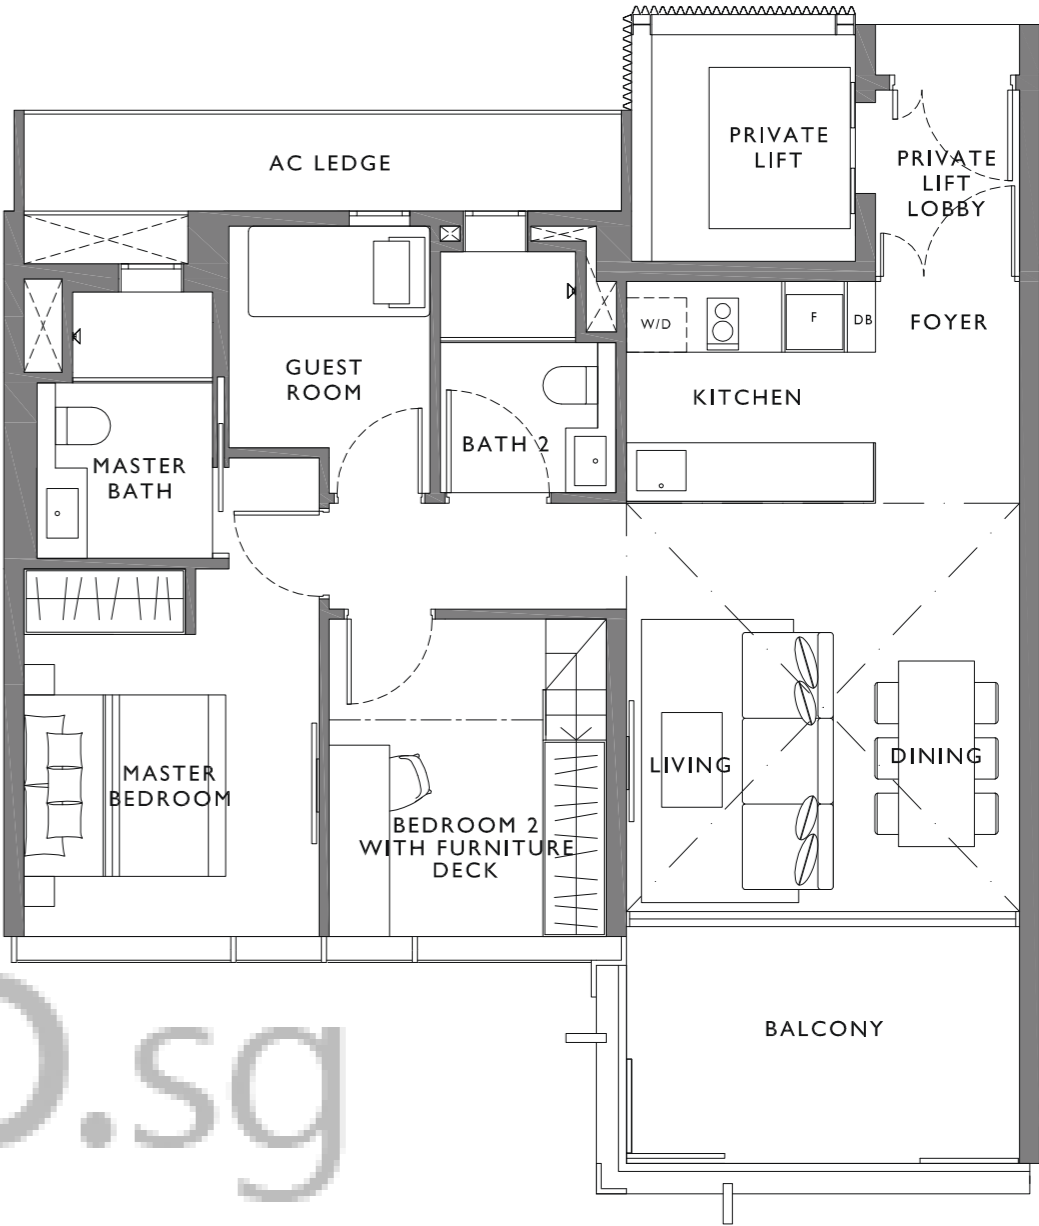 PRIVATE
LIFT
AC LEDGE
PRIVATE
LIFT
LOBBY
W/D
F
DB
FOYER
GUEST
ROOM
KITCHEN
BATH 2
MASTER
BATH
LIVING
DINING
MASTER
BEDROOM
BEDROOM 2
WITH FURNITURE
DECK
BALCONY
.sg